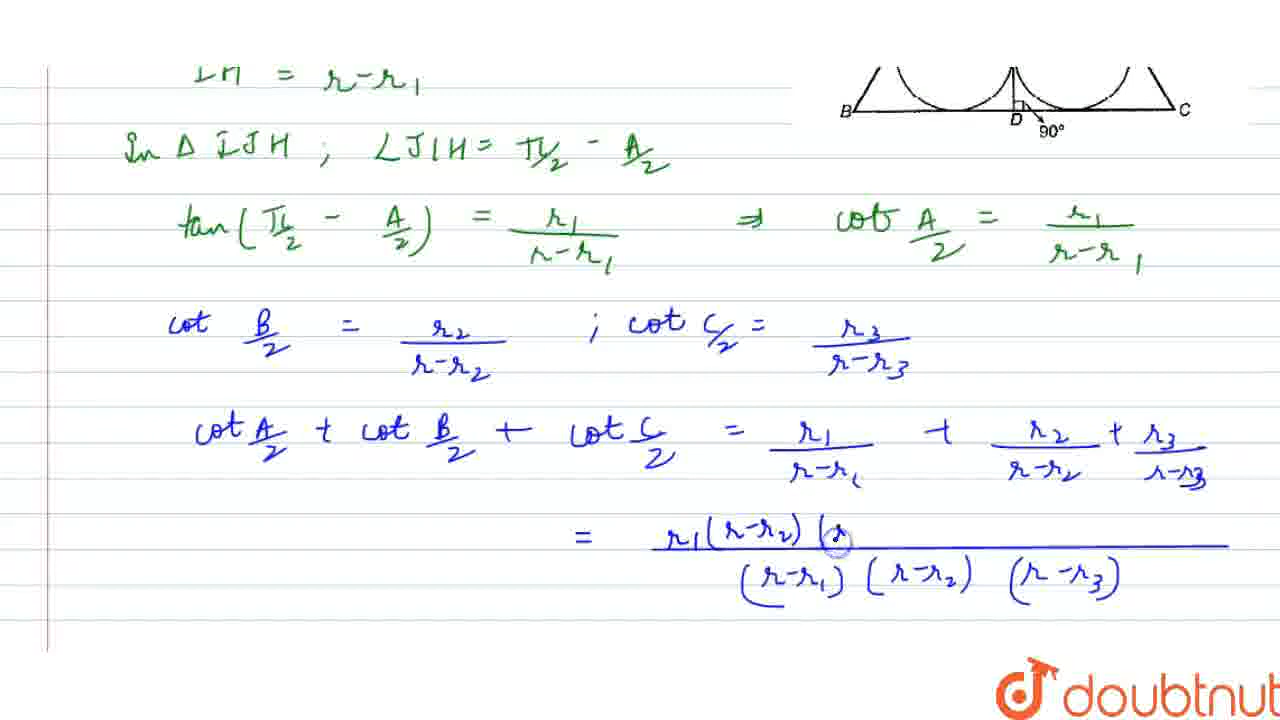 IH = r-r1
B D C
90°
In Δ IJH ; ∠JIH = π/2 - A/2
tan(π/2 - A/2) = r1/(r-r1) ⇒ cot A/2 = r1/(r-r1)
cot B/2 = r2/(r-r2) ; cot C/2 = r3/(r-r3)
cot A/2 + cot B/2 + cot C/2 = r1/(r-r1) + r2/(r-r2) + r3/(r-r3)
= r1(r-r2)(r / (r-r1)(r-r2)(r-r3)
doubtnut